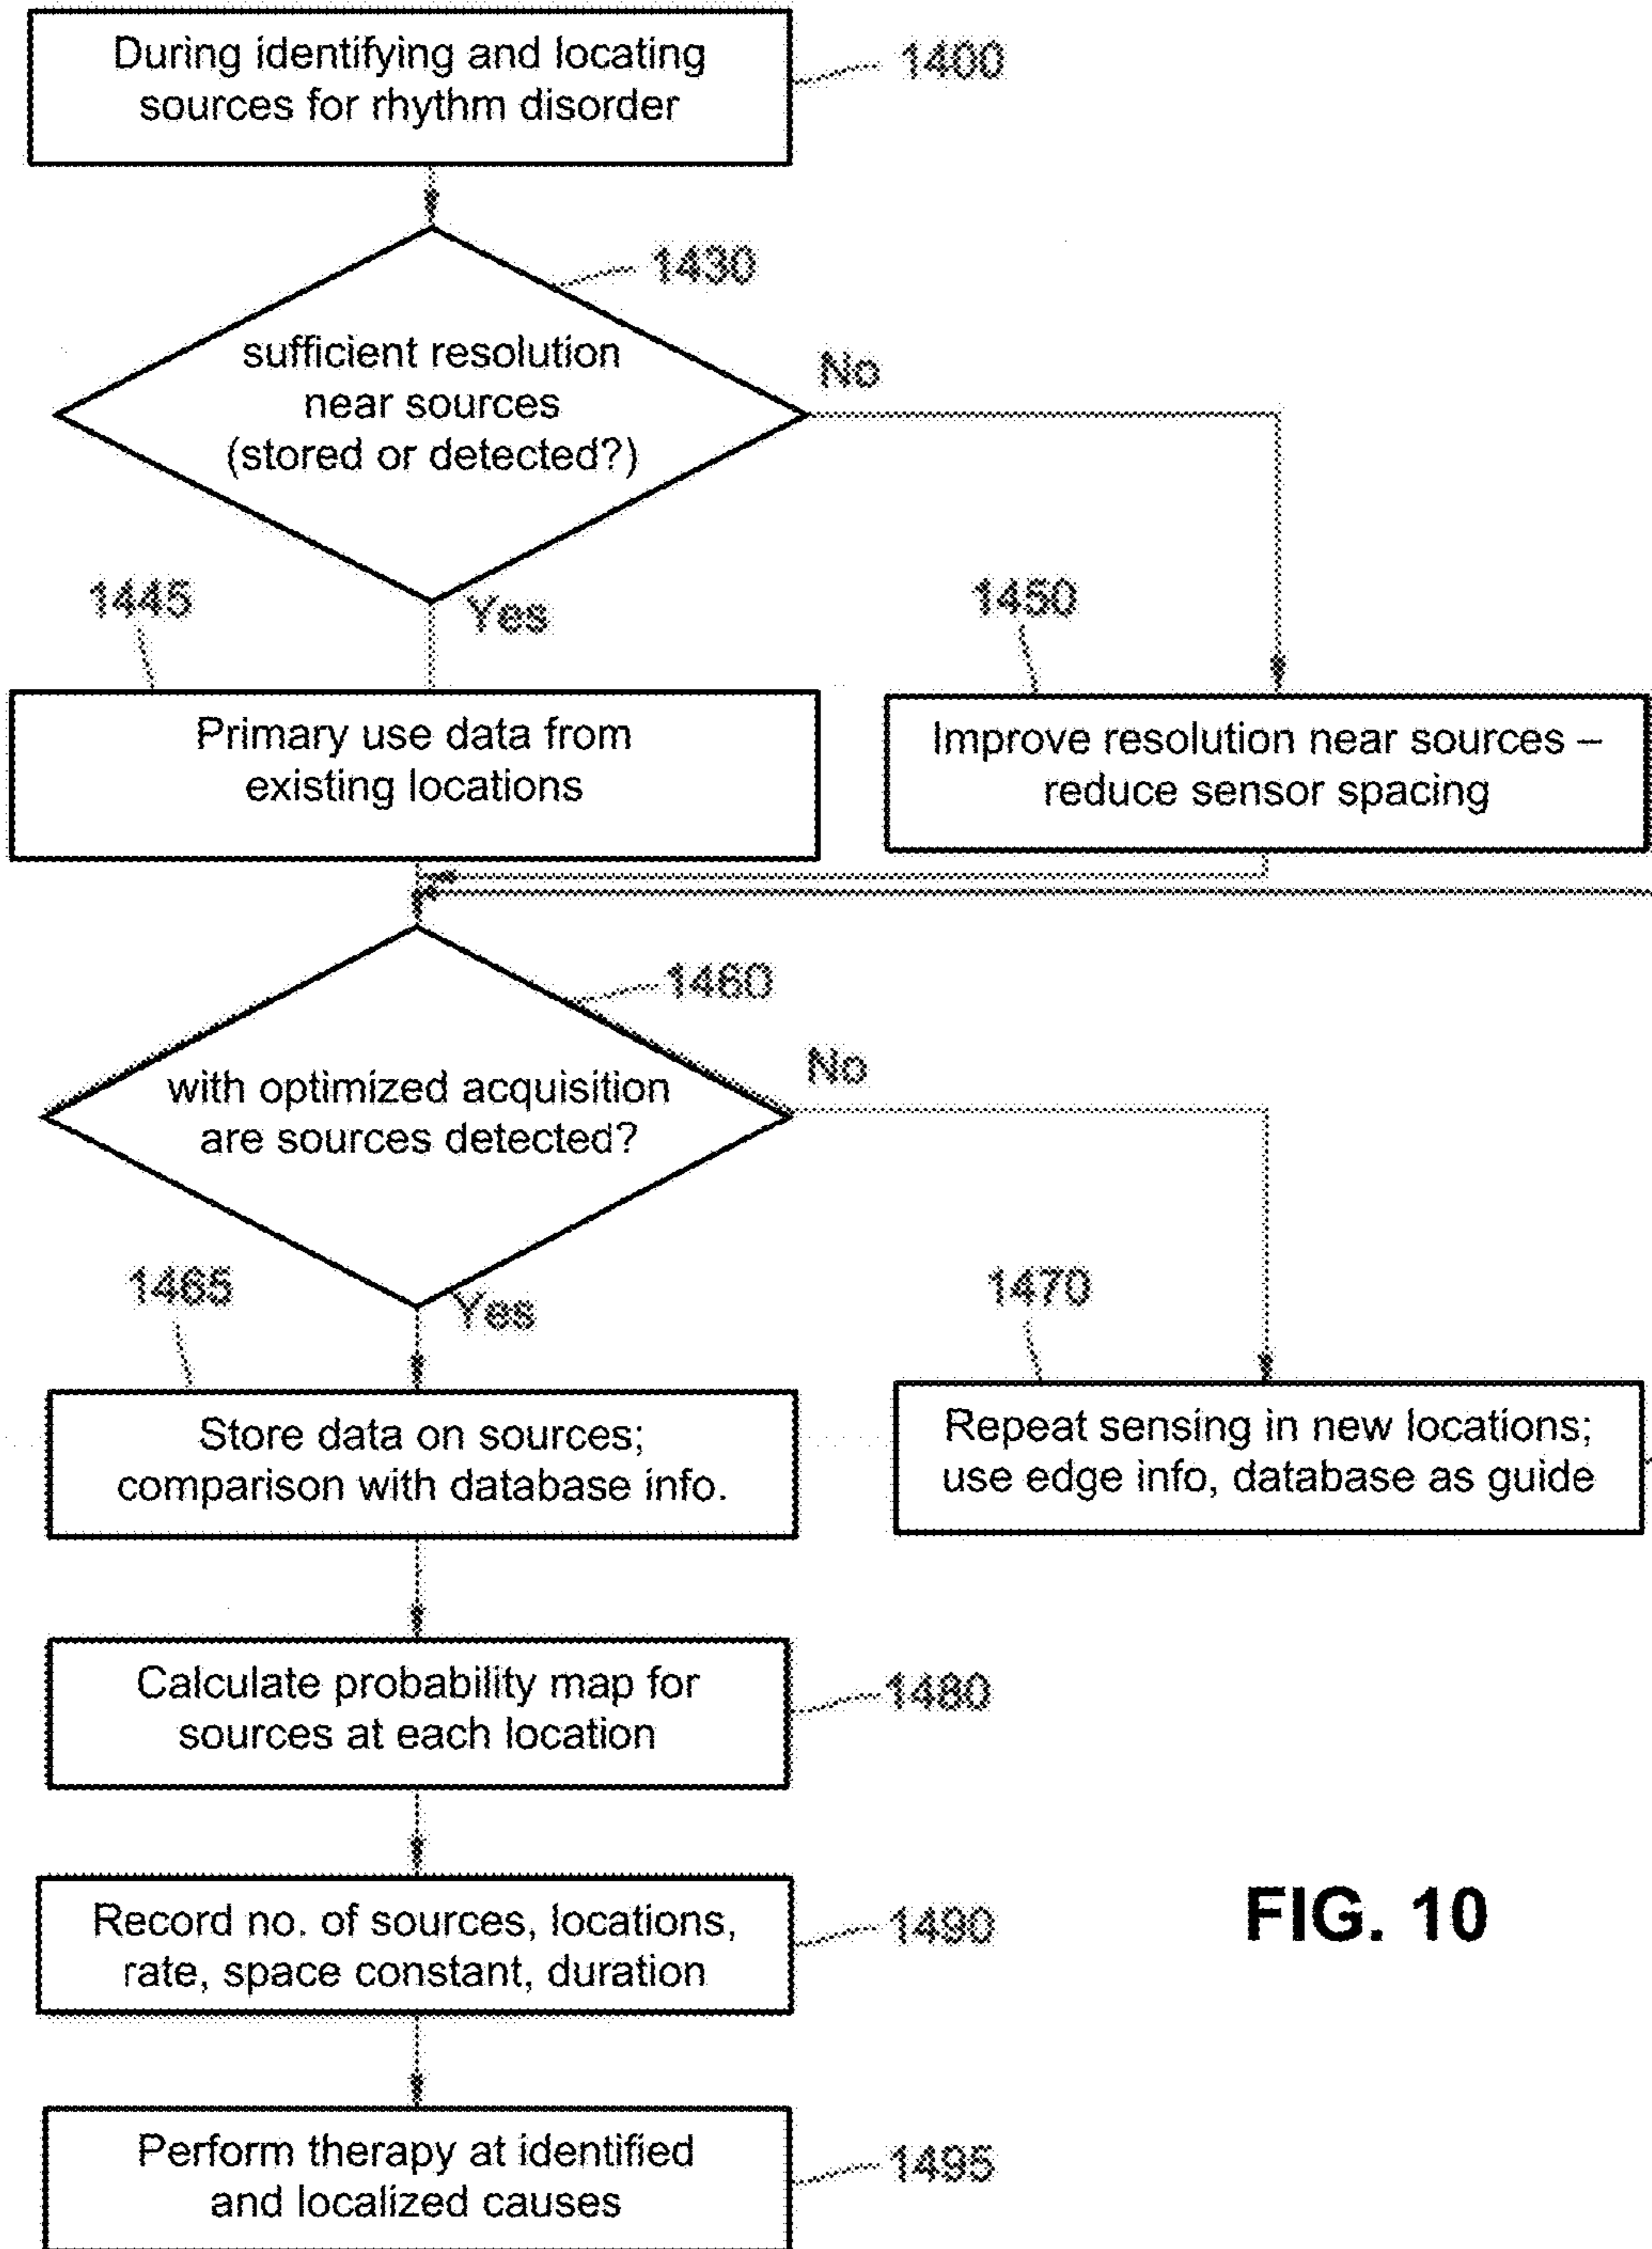 During identifying and locating
sources for rhythm disorder
1400
1430
sufficient resolution
near sources
(stored or detected?)
No
Yes
1445
1450
Primary use data from
existing locations
Improve resolution near sources –
reduce sensor spacing
1460
with optimized acquisition
are sources detected?
No
Yes
1465
1470
Store data on sources;
comparison with database info.
Repeat sensing in new locations;
use edge info, database as guide
Calculate probability map for
sources at each location
1480
Record no. of sources, locations,
rate, space constant, duration
1490
FIG. 10
Perform therapy at identified
and localized causes
1495